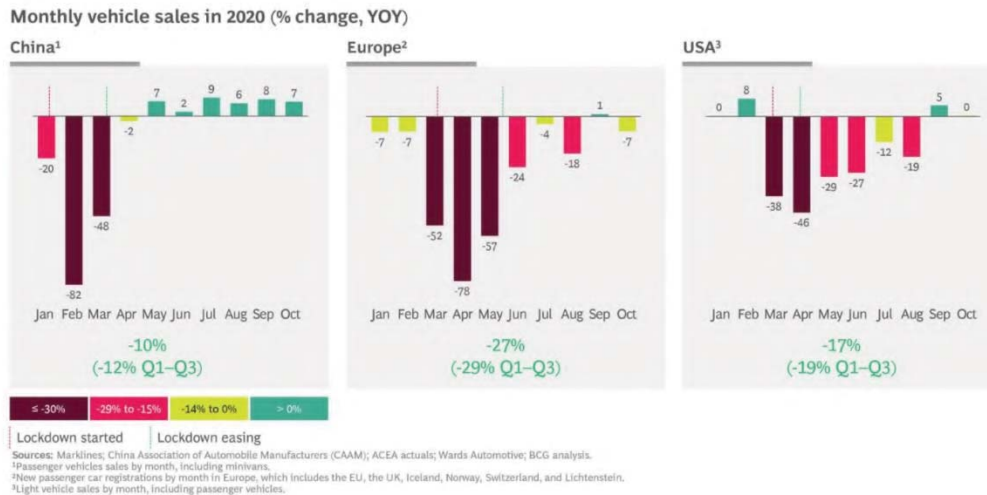 Monthly vehicle sales in 2020 (% change, YOY)
China¹
Europe²
USA³
-20
-82
-48
-2
7
2
9
6
8
7
Jan Feb Mar Apr May Jun Jul Aug Sep Oct
-10%
(-12% Q1–Q3)
-7
-7
-52
-78
-57
-24
-4
-18
1
-7
Jan Feb Mar Apr May Jun Jul Aug Sep Oct
-27%
(-29% Q1–Q3)
0
8
-38
-46
-29
-27
-12
-19
5
0
Jan Feb Mar Apr May Jun Jul Aug Sep Oct
-17%
(-19% Q1–Q3)
≤ -30%
-29% to -15%
-14% to 0%
> 0%
Lockdown started
Lockdown easing
Sources: Marklines; China Association of Automobile Manufacturers (CAAM); ACEA actuals; Wards Automotive; BCG analysis.
¹Passenger vehicles sales by month, including minivans.
²New passenger car registrations by month in Europe, which includes the EU, the UK, Iceland, Norway, Switzerland, and Lichtenstein.
³Light vehicle sales by month, including passenger vehicles.